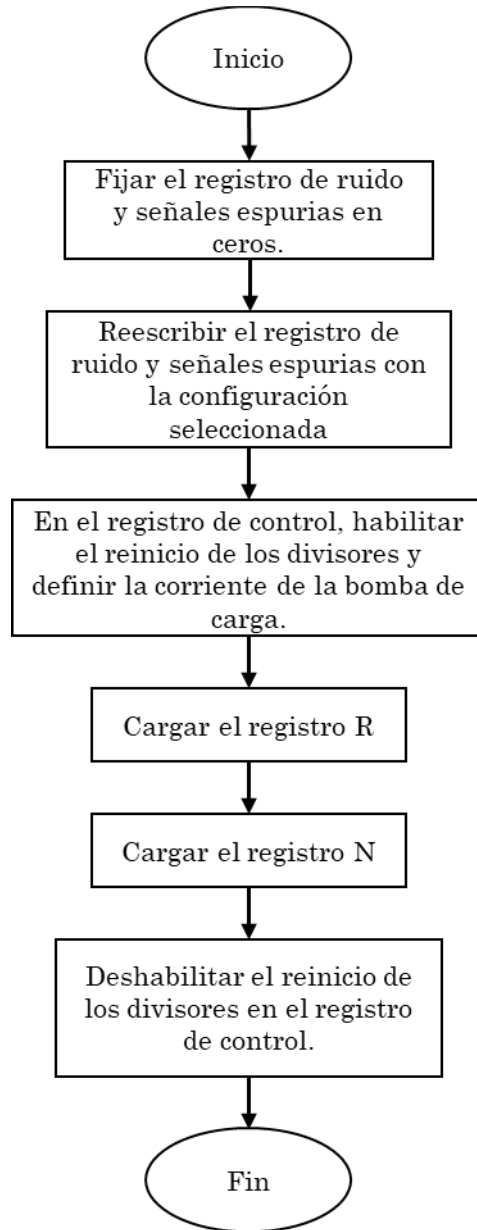 Inicio
Fijar el registro de ruido
y señales espurias en
ceros.
Reescribir el registro de
ruido y señales espurias con
la configuración
seleccionada
En el registro de control, habilitar
el reinicio de los divisores y
definir la corriente de la bomba de
carga.
Cargar el registro R
Cargar el registro N
Deshabilitar el reinicio de
los divisores en el registro
de control.
Fin